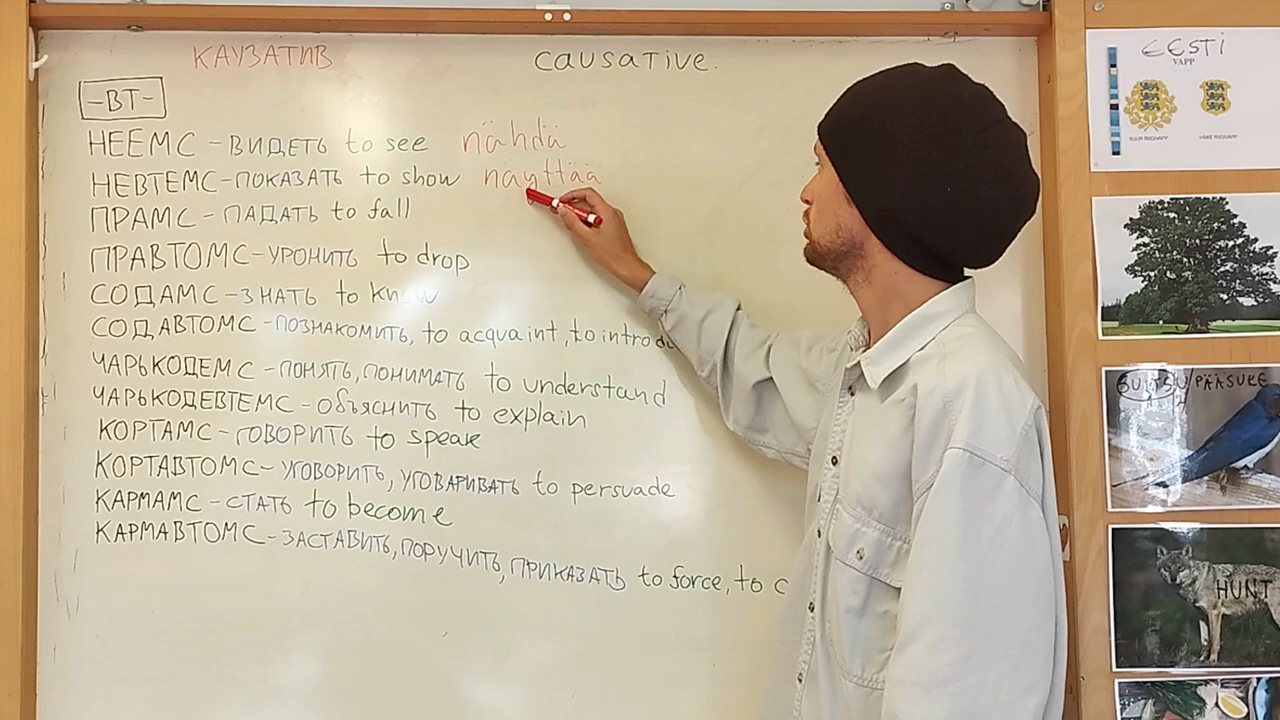 КАУЗАТИВ causative.
-ВТ-
НЕЕМС - ВИДЕТЬ to see nähdä
НЕВТЕМС - ПОКАЗАТЬ to show näyttää
ПРАМС - ПАДАТЬ to fall
ПРАВТОМС - УРОНИТЬ to drop
СОДАМС - ЗНАТЬ to know
СОДАВТОМС - ПОЗНАКОМИТЬ, to acquaint, to introdu
ЧАРЬКОДЕМС - ПОНЯТЬ, ПОНИМАТЬ to understand
ЧАРЬКОДЕВТЕМС - ОБЪЯСНИТЬ to explain
КОРТАМС - ГОВОРИТЬ to speak
КОРТАВТОМС - УГОВОРИТЬ, УГОВАРИВАТЬ to persuade
КАРМАМС - СТАТЬ to become
КАРМАВТОМС - ЗАСТАВИТЬ, ПОРУЧИТЬ, ПРИКАЗАТЬ to force, to c
EESTI
VAPP
SUUR RIIGIVAPP VÄIKE RIIGIVAPP
SUITSU/PÄÄSUKE
HUNT